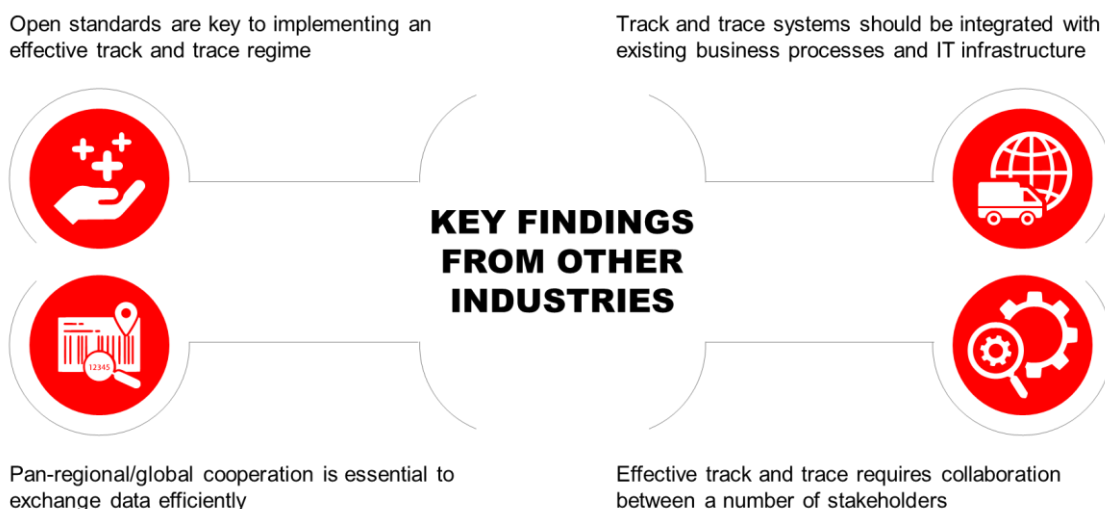 Open standards are key to implementing an
effective track and trace regime
Track and trace systems should be integrated with
existing business processes and IT infrastructure
KEY FINDINGS
FROM OTHER
INDUSTRIES
12345
Pan-regional/global cooperation is essential to
exchange data efficiently
Effective track and trace requires collaboration
between a number of stakeholders